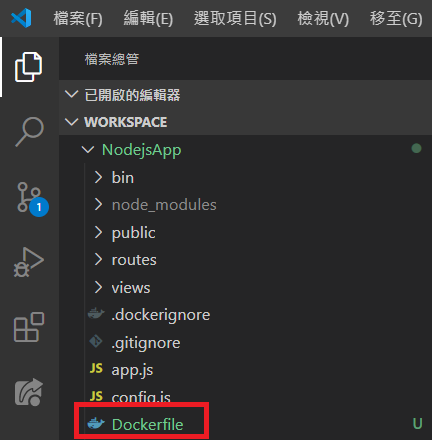 檔案(F) 編輯(E) 選取項目(S) 檢視(V) 移至(G)
檔案總管
已開啟的編輯器
WORKSPACE
NodejsApp
bin
node_modules
public
routes
views
.dockerignore
.gitignore
JS app.js
JS config.js
Dockerfile U
1